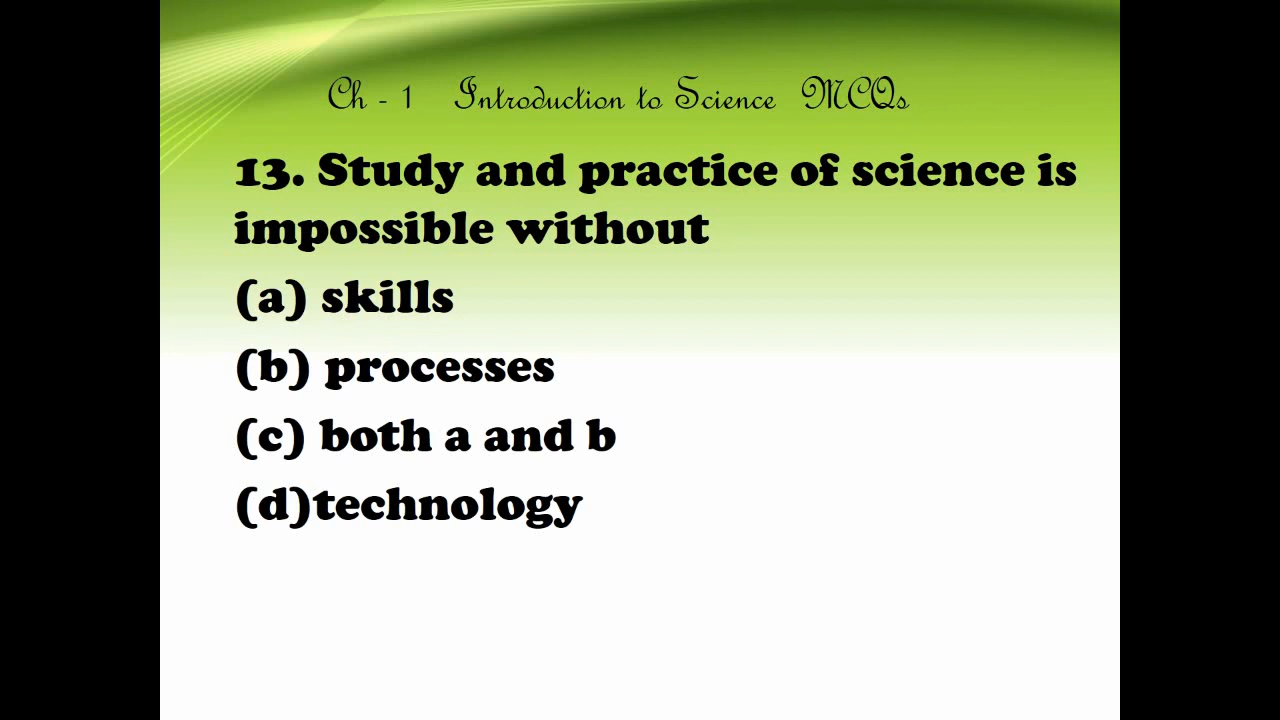 Ch - 1 Introduction to Science MCQs
13. Study and practice of science is
impossible without
(a) skills
(b) processes
(c) both a and b
(d)technology